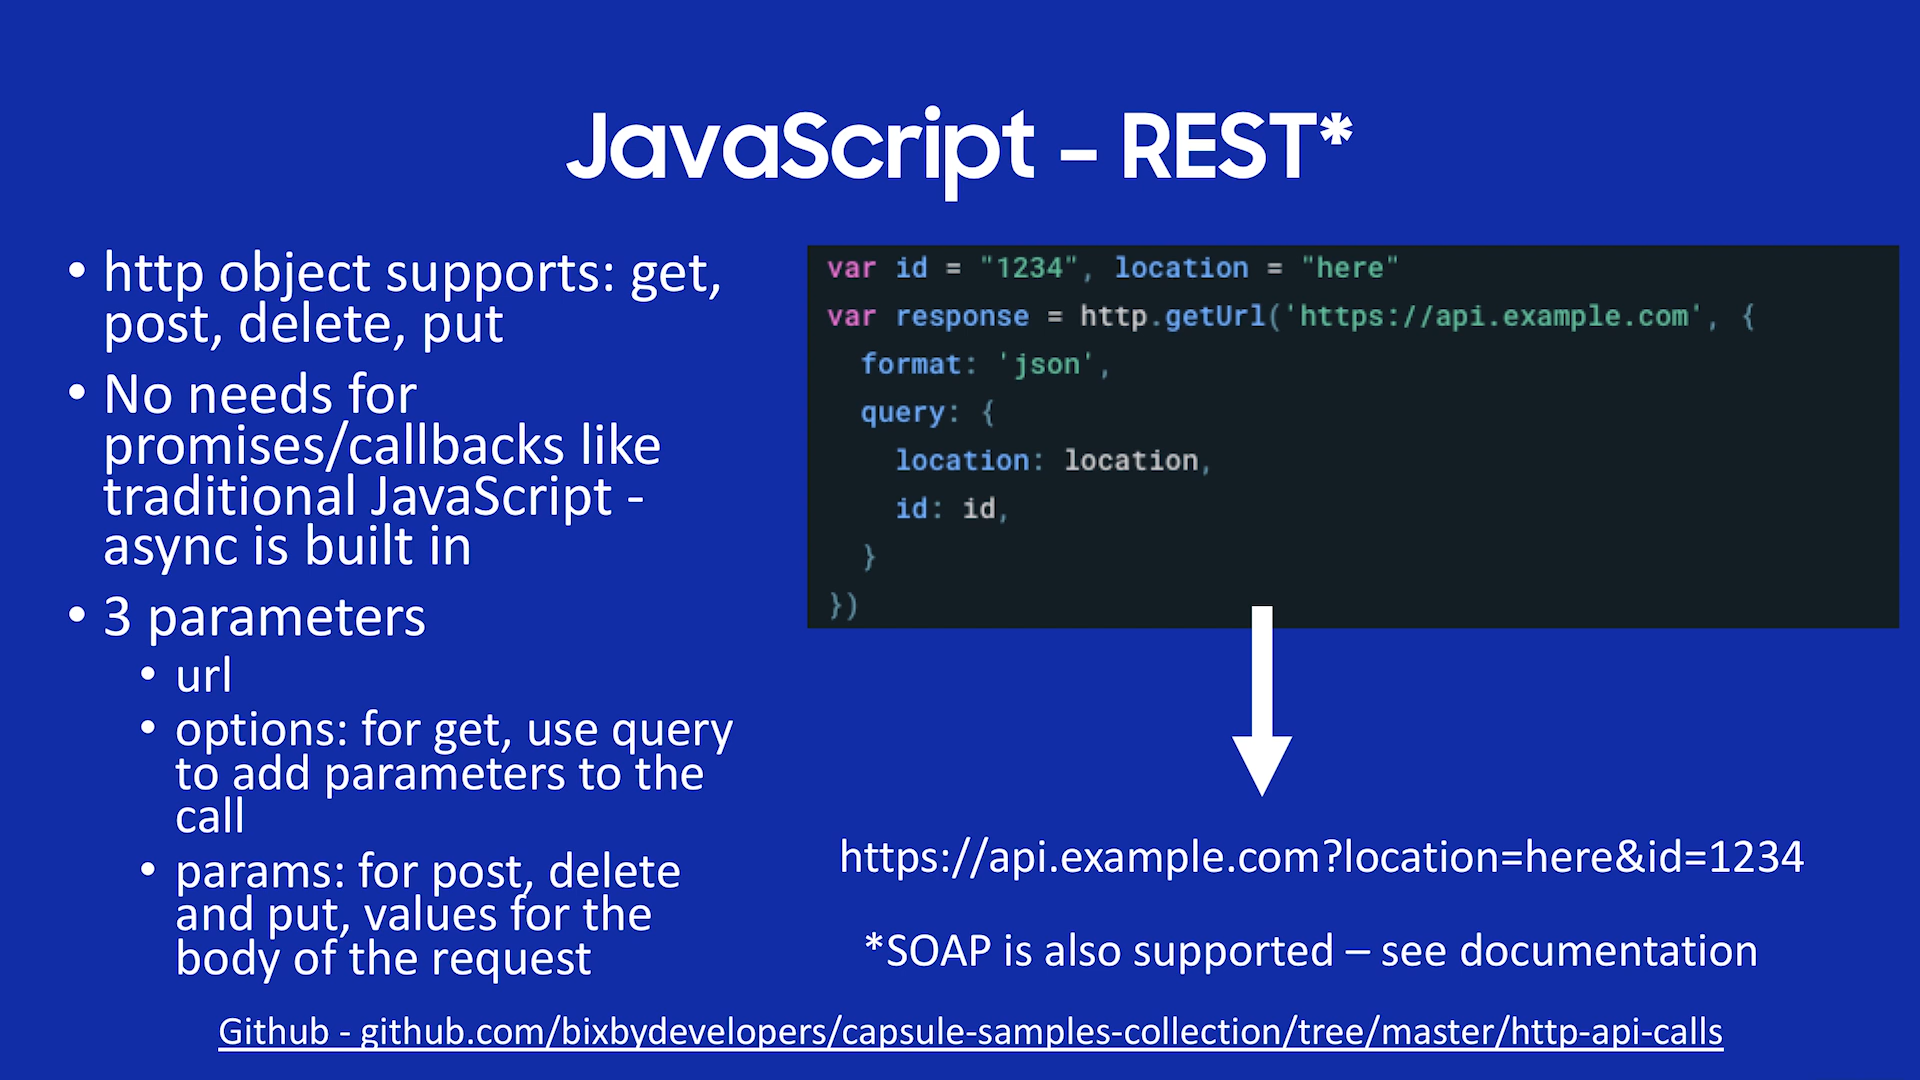 JavaScript – REST*
• http object supports: get,
post, delete, put
• No needs for
promises/callbacks like
traditional JavaScript -
async is built in
• 3 parameters
• url
• options: for get, use query
to add parameters to the
call
• params: for post, delete
and put, values for the
body of the request
var id = "1234", location = "here"
var response = http.getUrl('https://api.example.com', {
  format: 'json',
  query: {
    location: location,
    id: id,
  }
})
https://api.example.com?location=here&id=1234
*SOAP is also supported – see documentation
Github - github.com/bixbydevelopers/capsule-samples-collection/tree/master/http-api-calls